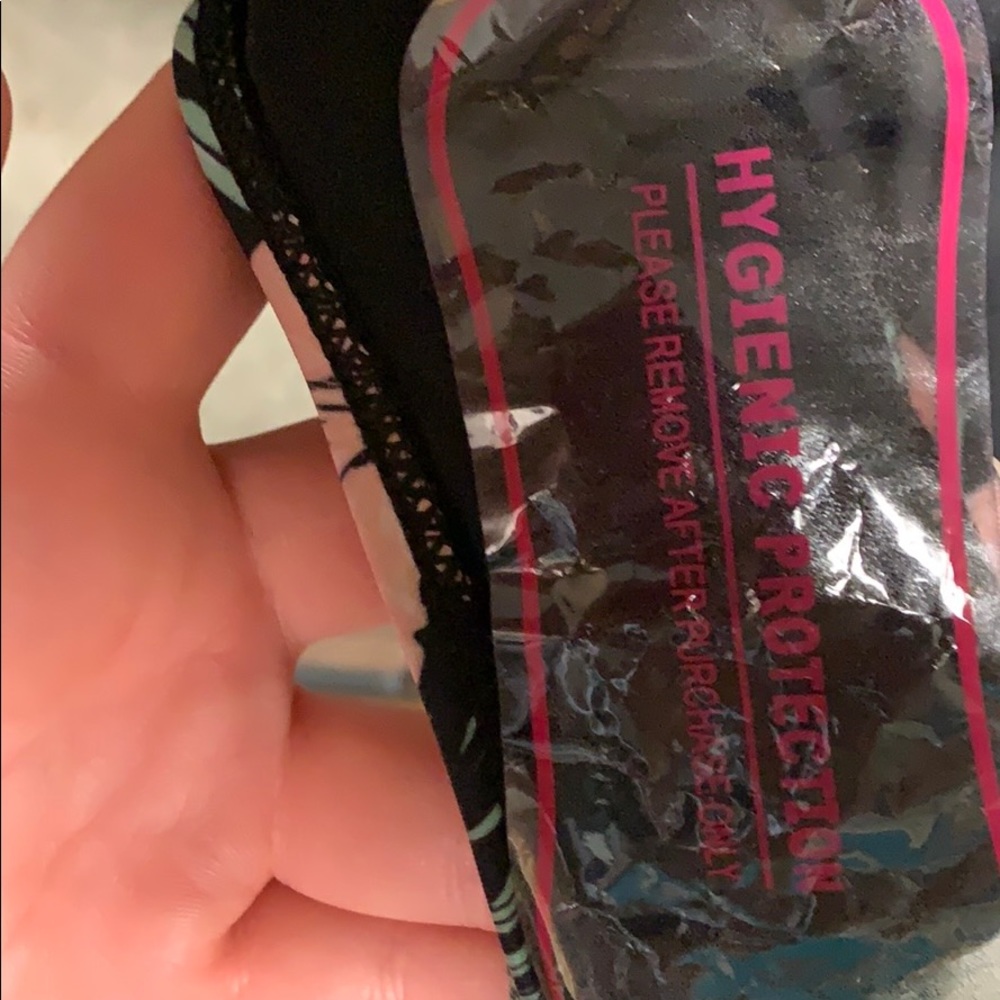 HYGIENIC PROTECTION
PLEASE REMOVE AFTER PURCHASE ONLY